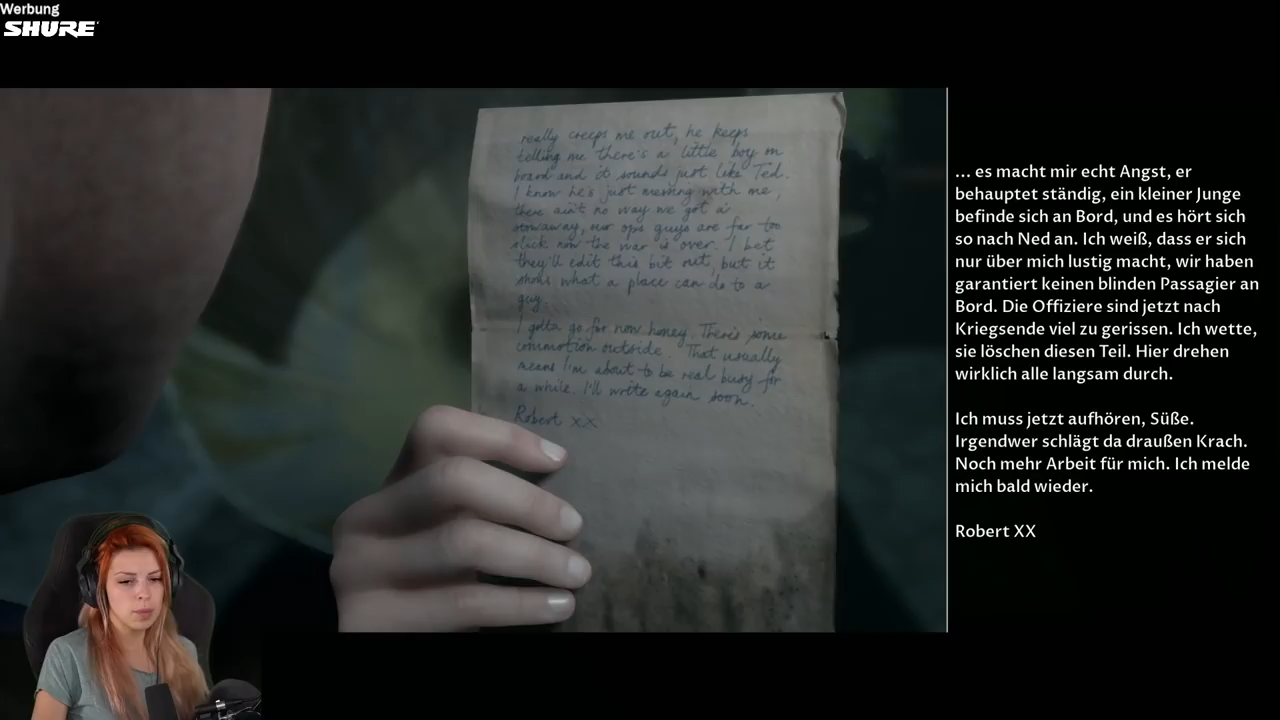 Werbung
SHURE
really creeps me out, he keeps
telling me there's a little boy on
board and it sounds just like Ted.
I know he's just messing with me,
there ain't no way we got a
stowaway, our ops guys are far too
slick now the war is over. I bet
they'll edit this bit out, but it
shows what a place can do to a
guy.
I gotta go for now honey. There's some
commotion outside. That usually
means I'm about to be real busy for
a while. I'll write again soon.
Robert XX
... es macht mir echt Angst, er
behauptet ständig, ein kleiner Junge
befinde sich an Bord, und es hört sich
so nach Ned an. Ich weiß, dass er sich
nur über mich lustig macht, wir haben
garantiert keinen blinden Passagier an
Bord. Die Offiziere sind jetzt nach
Kriegsende viel zu gerissen. Ich wette,
sie löschen diesen Teil. Hier drehen
wirklich alle langsam durch.
Ich muss jetzt aufhören, Süße.
Irgendwer schlägt da draußen Krach.
Noch mehr Arbeit für mich. Ich melde
mich bald wieder.
Robert XX